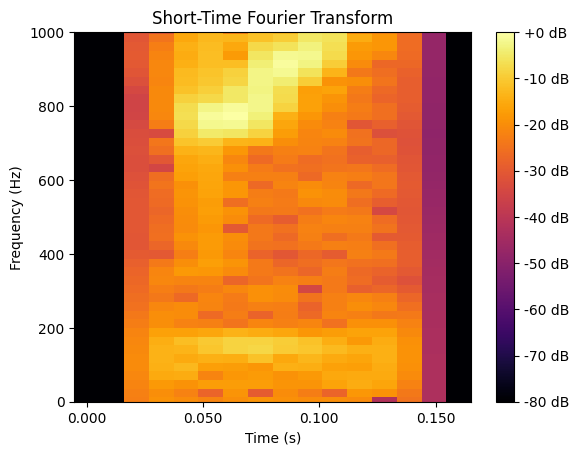 Short-Time Fourier Transform
1000
800
600
400
200
0
Frequency (Hz)
0.000
0.050
0.100
0.150
Time (s)
+0 dB
-10 dB
-20 dB
-30 dB
-40 dB
-50 dB
-60 dB
-70 dB
-80 dB